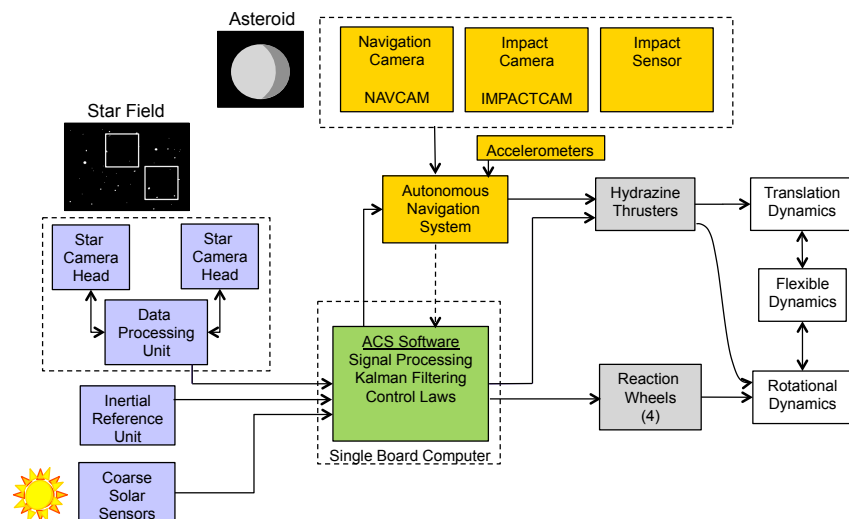 Asteroid
Navigation
Camera
NAVCAM
Impact
Camera
IMPACTCAM
Impact
Sensor
Star Field
Accelerometers
Autonomous
Navigation
System
Hydrazine
Thrusters
Translation
Dynamics
Star
Camera
Head
Star
Camera
Head
Flexible
Dynamics
Data
Processing
Unit
ACS Software
Signal Processing
Kalman Filtering
Control Laws
Reaction
Wheels
(4)
Rotational
Dynamics
Inertial
Reference
Unit
Single Board Computer
Coarse
Solar
Sensors